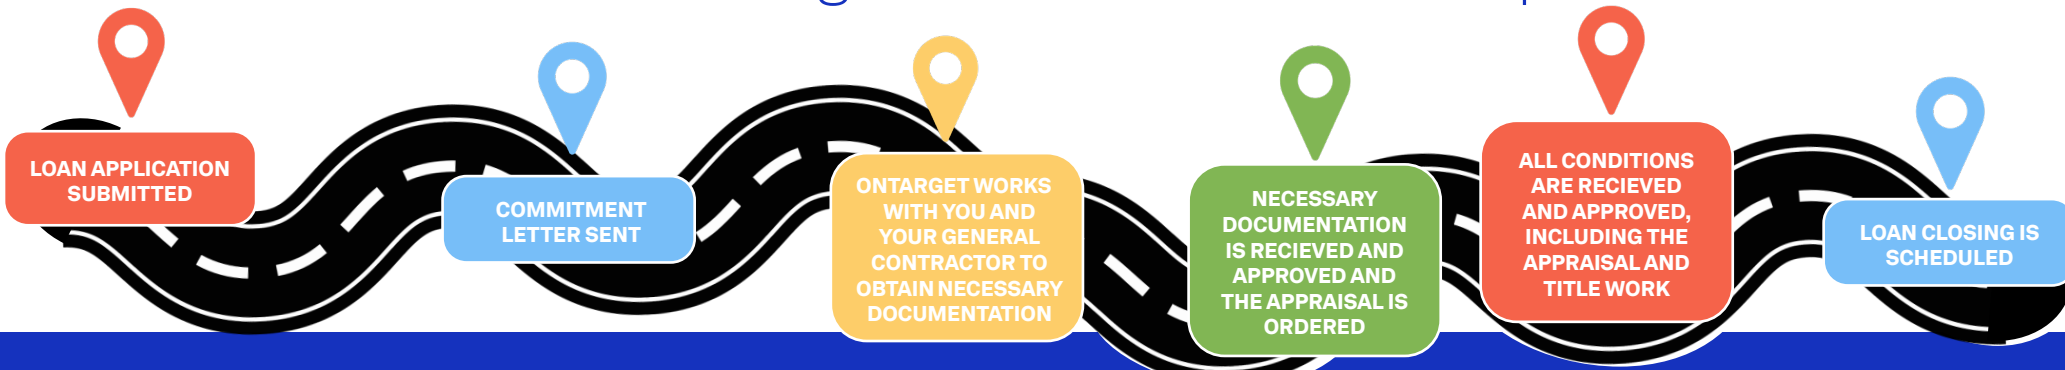 LOAN APPLICATION
SUBMITTED
COMMITMENT
LETTER SENT
ONTARGET WORKS
WITH YOU AND
YOUR GENERAL
CONTRACTOR TO
OBTAIN NECESSARY
DOCUMENTATION
NECESSARY
DOCUMENTATION
IS RECIEVED AND
APPROVED AND
THE APPRAISAL IS
ORDERED
ALL CONDITIONS
ARE RECIEVED
AND APPROVED,
INCLUDING THE
APPRAISAL AND
TITLE WORK
LOAN CLOSING IS
SCHEDULED